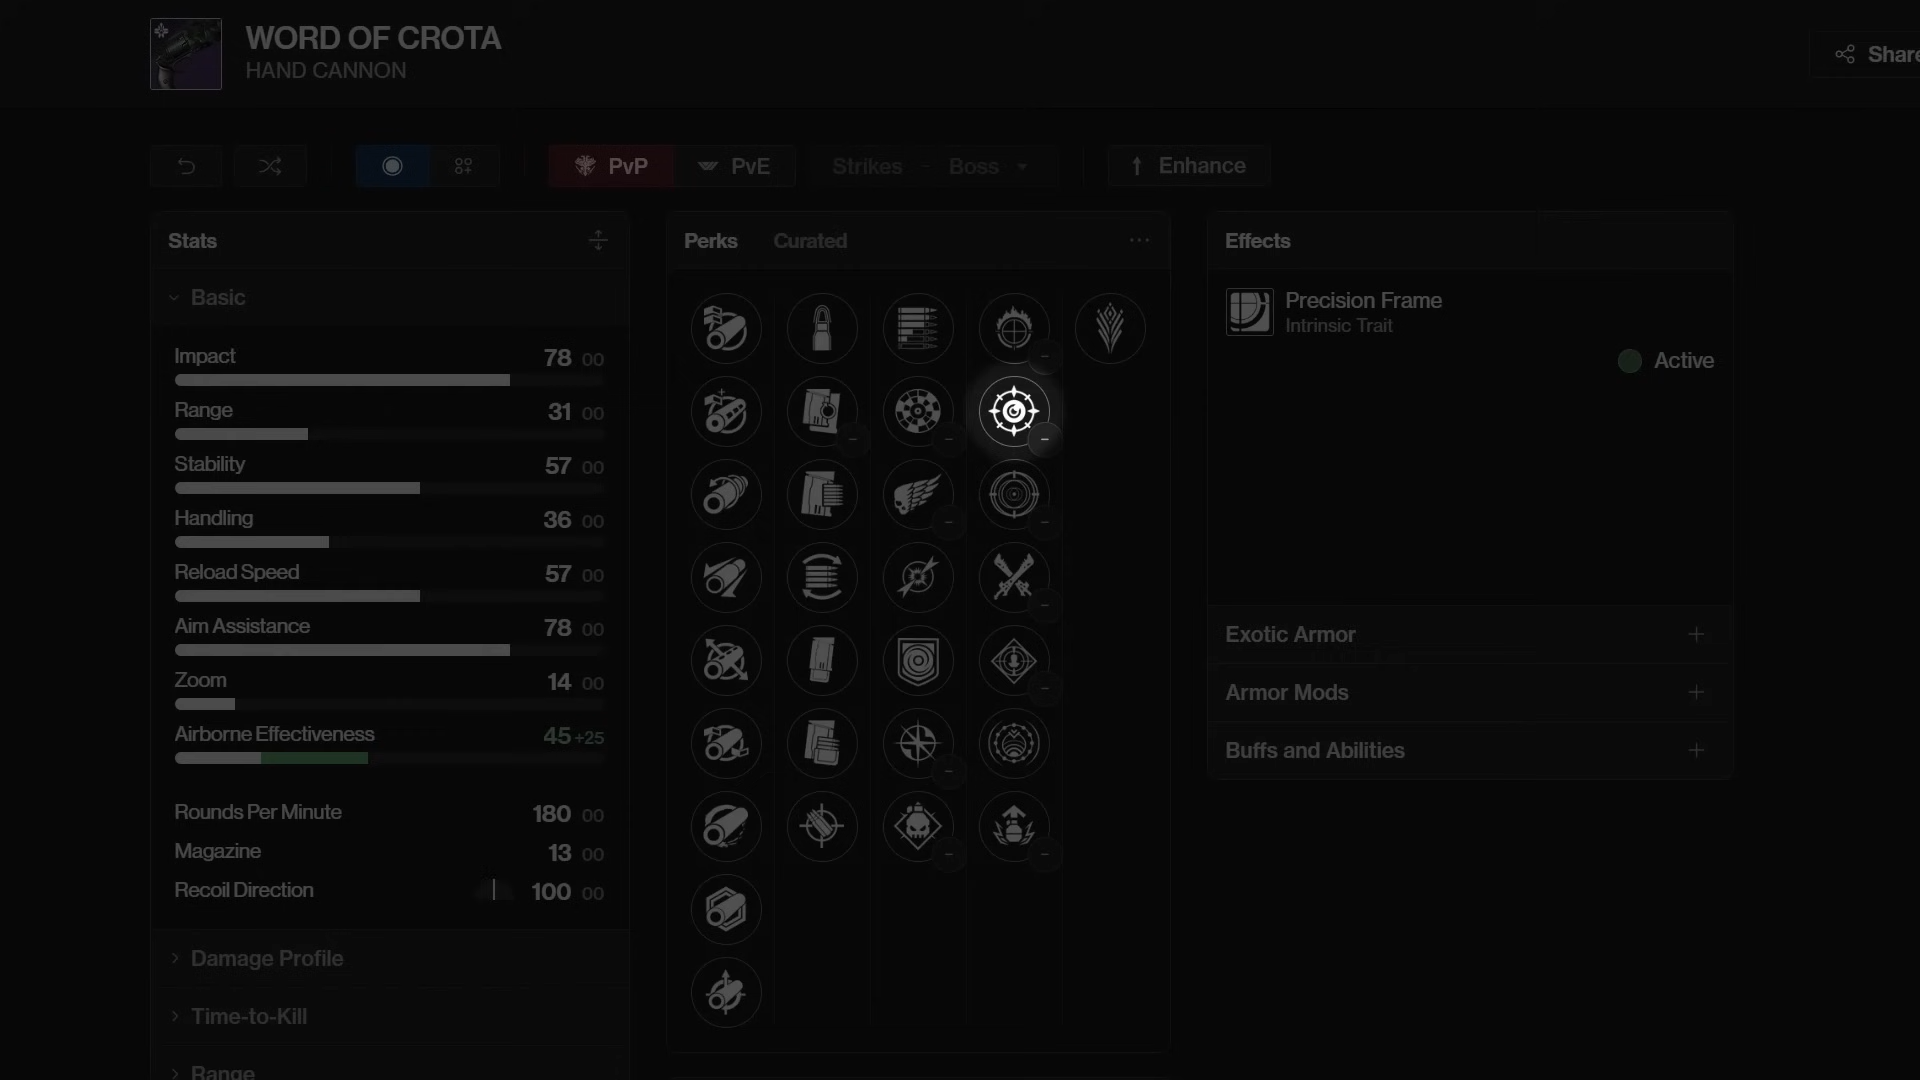 WORD OF CROTA
HAND CANNON
Share
PvP
PvE
Strikes - Boss
Enhance
Stats
Basic
Impact 78 00
Range 31 00
Stability 57 00
Handling 36 00
Reload Speed 57 00
Aim Assistance 78 00
Zoom 14 00
Airborne Effectiveness 45 +25
Rounds Per Minute 180 00
Magazine 13 00
Recoil Direction 100 00
Damage Profile
Time-to-Kill
Range
Perks Curated
Effects
Precision Frame
Intrinsic Trait
Active
Exotic Armor
Armor Mods
Buffs and Abilities